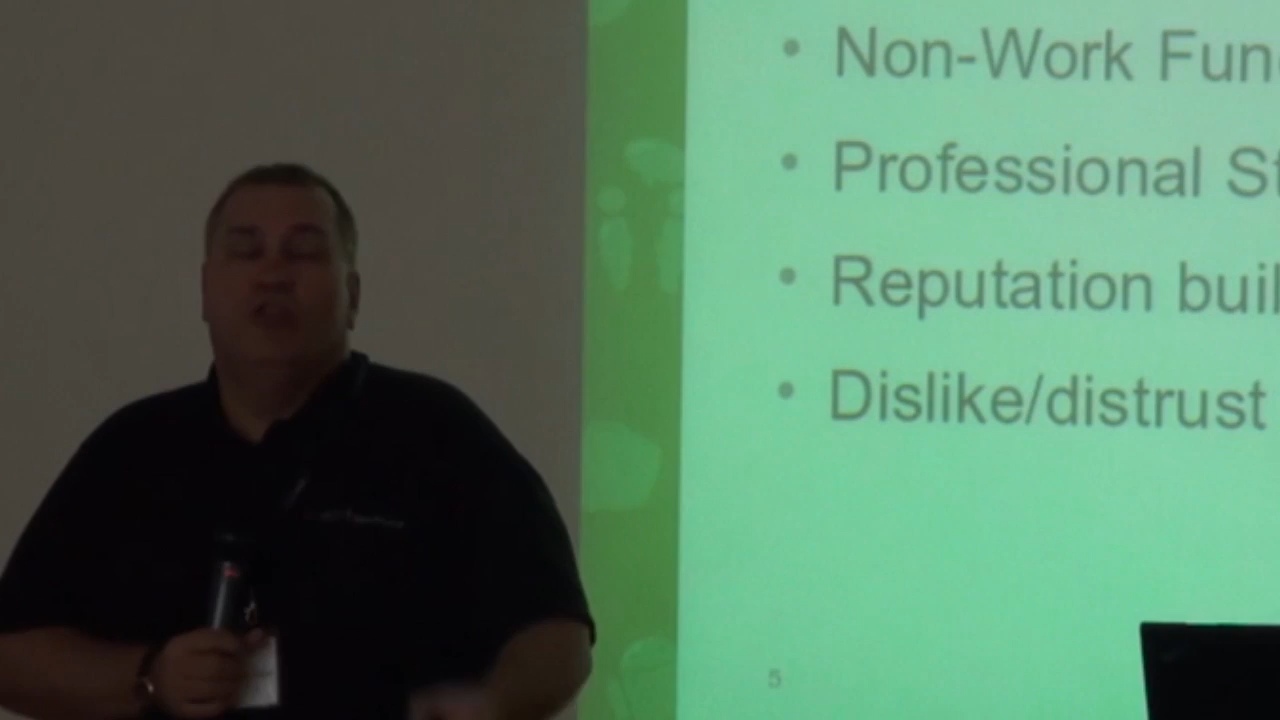 • Non-Work Fun
• Professional St
• Reputation buil
• Dislike/distrust
5